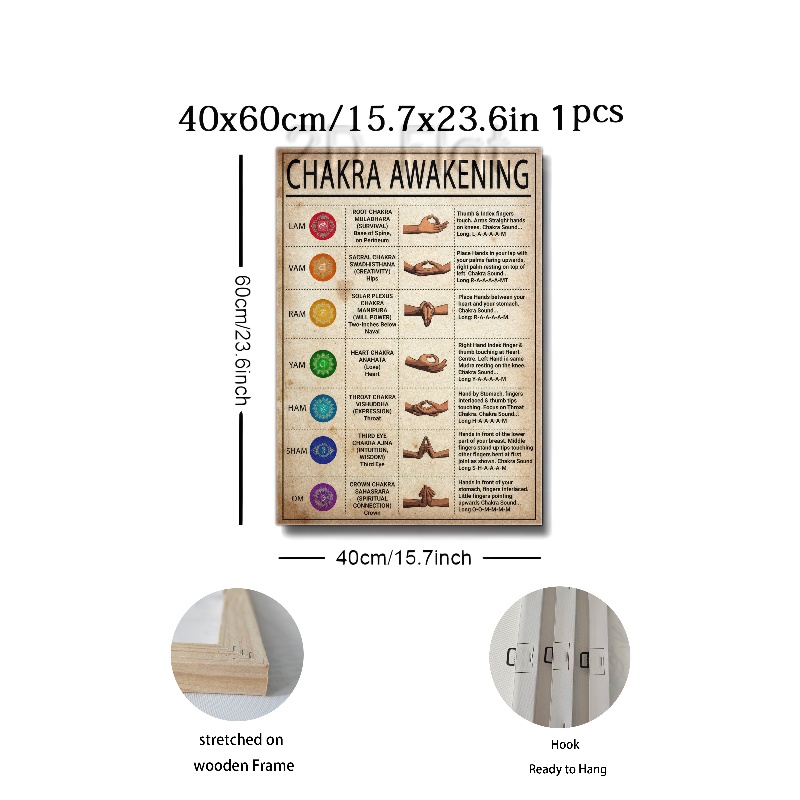 40x60cm/15.7x23.6in 1pcs
2D Flat
CHAKRA AWAKENING
LAM
ROOT CHAKRA
MULADHARA
(SURVIVAL)
Base of Spine,
on Perineum
Thumb & Index fingers
touch. Arms Straight hands
on knees. Chakra Sound...
Long, L-A-A-A-A-M
VAM
SACRAL CHAKRA
SWADHISTHANA
(CREATIVITY)
Hips
Place Hands in your lap with
your palms faring upwards,
right palm resting on top of
left. Chakra Sound...
Long R-A-A-A-A-MT
RAM
SOLAR PLEXUS
CHAKRA
MANIPURA
(WILL POWER)
Two-Inches Below
Naval
Place Hands between your
heart and your stomach.
Chakra Sound...
Long: R-A-A-A-A-M
YAM
HEART CHAKRA
ANAHATA
(Love)
Heart
Right Hand Index finger &
thumb touching at Heart
Centre. Left Hand in same
Mudra resting on the knee.
Chakra Sound...
Long Y-A-A-A-A-M
HAM
THROAT CHAKRA
VISHUDDHA
(EXPRESSION)
Throat
Hand by Stomach, fingers
interlaced & thumb tips
touching. Focus on Throat
Chakra. Chakra Sound...
Long H-A-A-A-A-M
SHAM
THIRD EYE
CHAKRA AJNA
(INTUITION,
WISDOM)
Third Eye
Hands in front of the lower
part of your breast. Middle
fingers stand up tips touching
other fingers bent at first
joint as shown. Chakra Sound
Long S-H-A-A-A-M
OM
CROWN CHAKRA
SAHASRARA
(SPIRITUAL
CONNECTION)
Crown
Hands in front of your
stomach, fingers interlaced.
Little fingers pointing
upwards Chakra Sound...
Long O-O-M-M-M-M
60cm/23.6inch
40cm/15.7inch
stretched on
wooden Frame
Hook
Ready to Hang